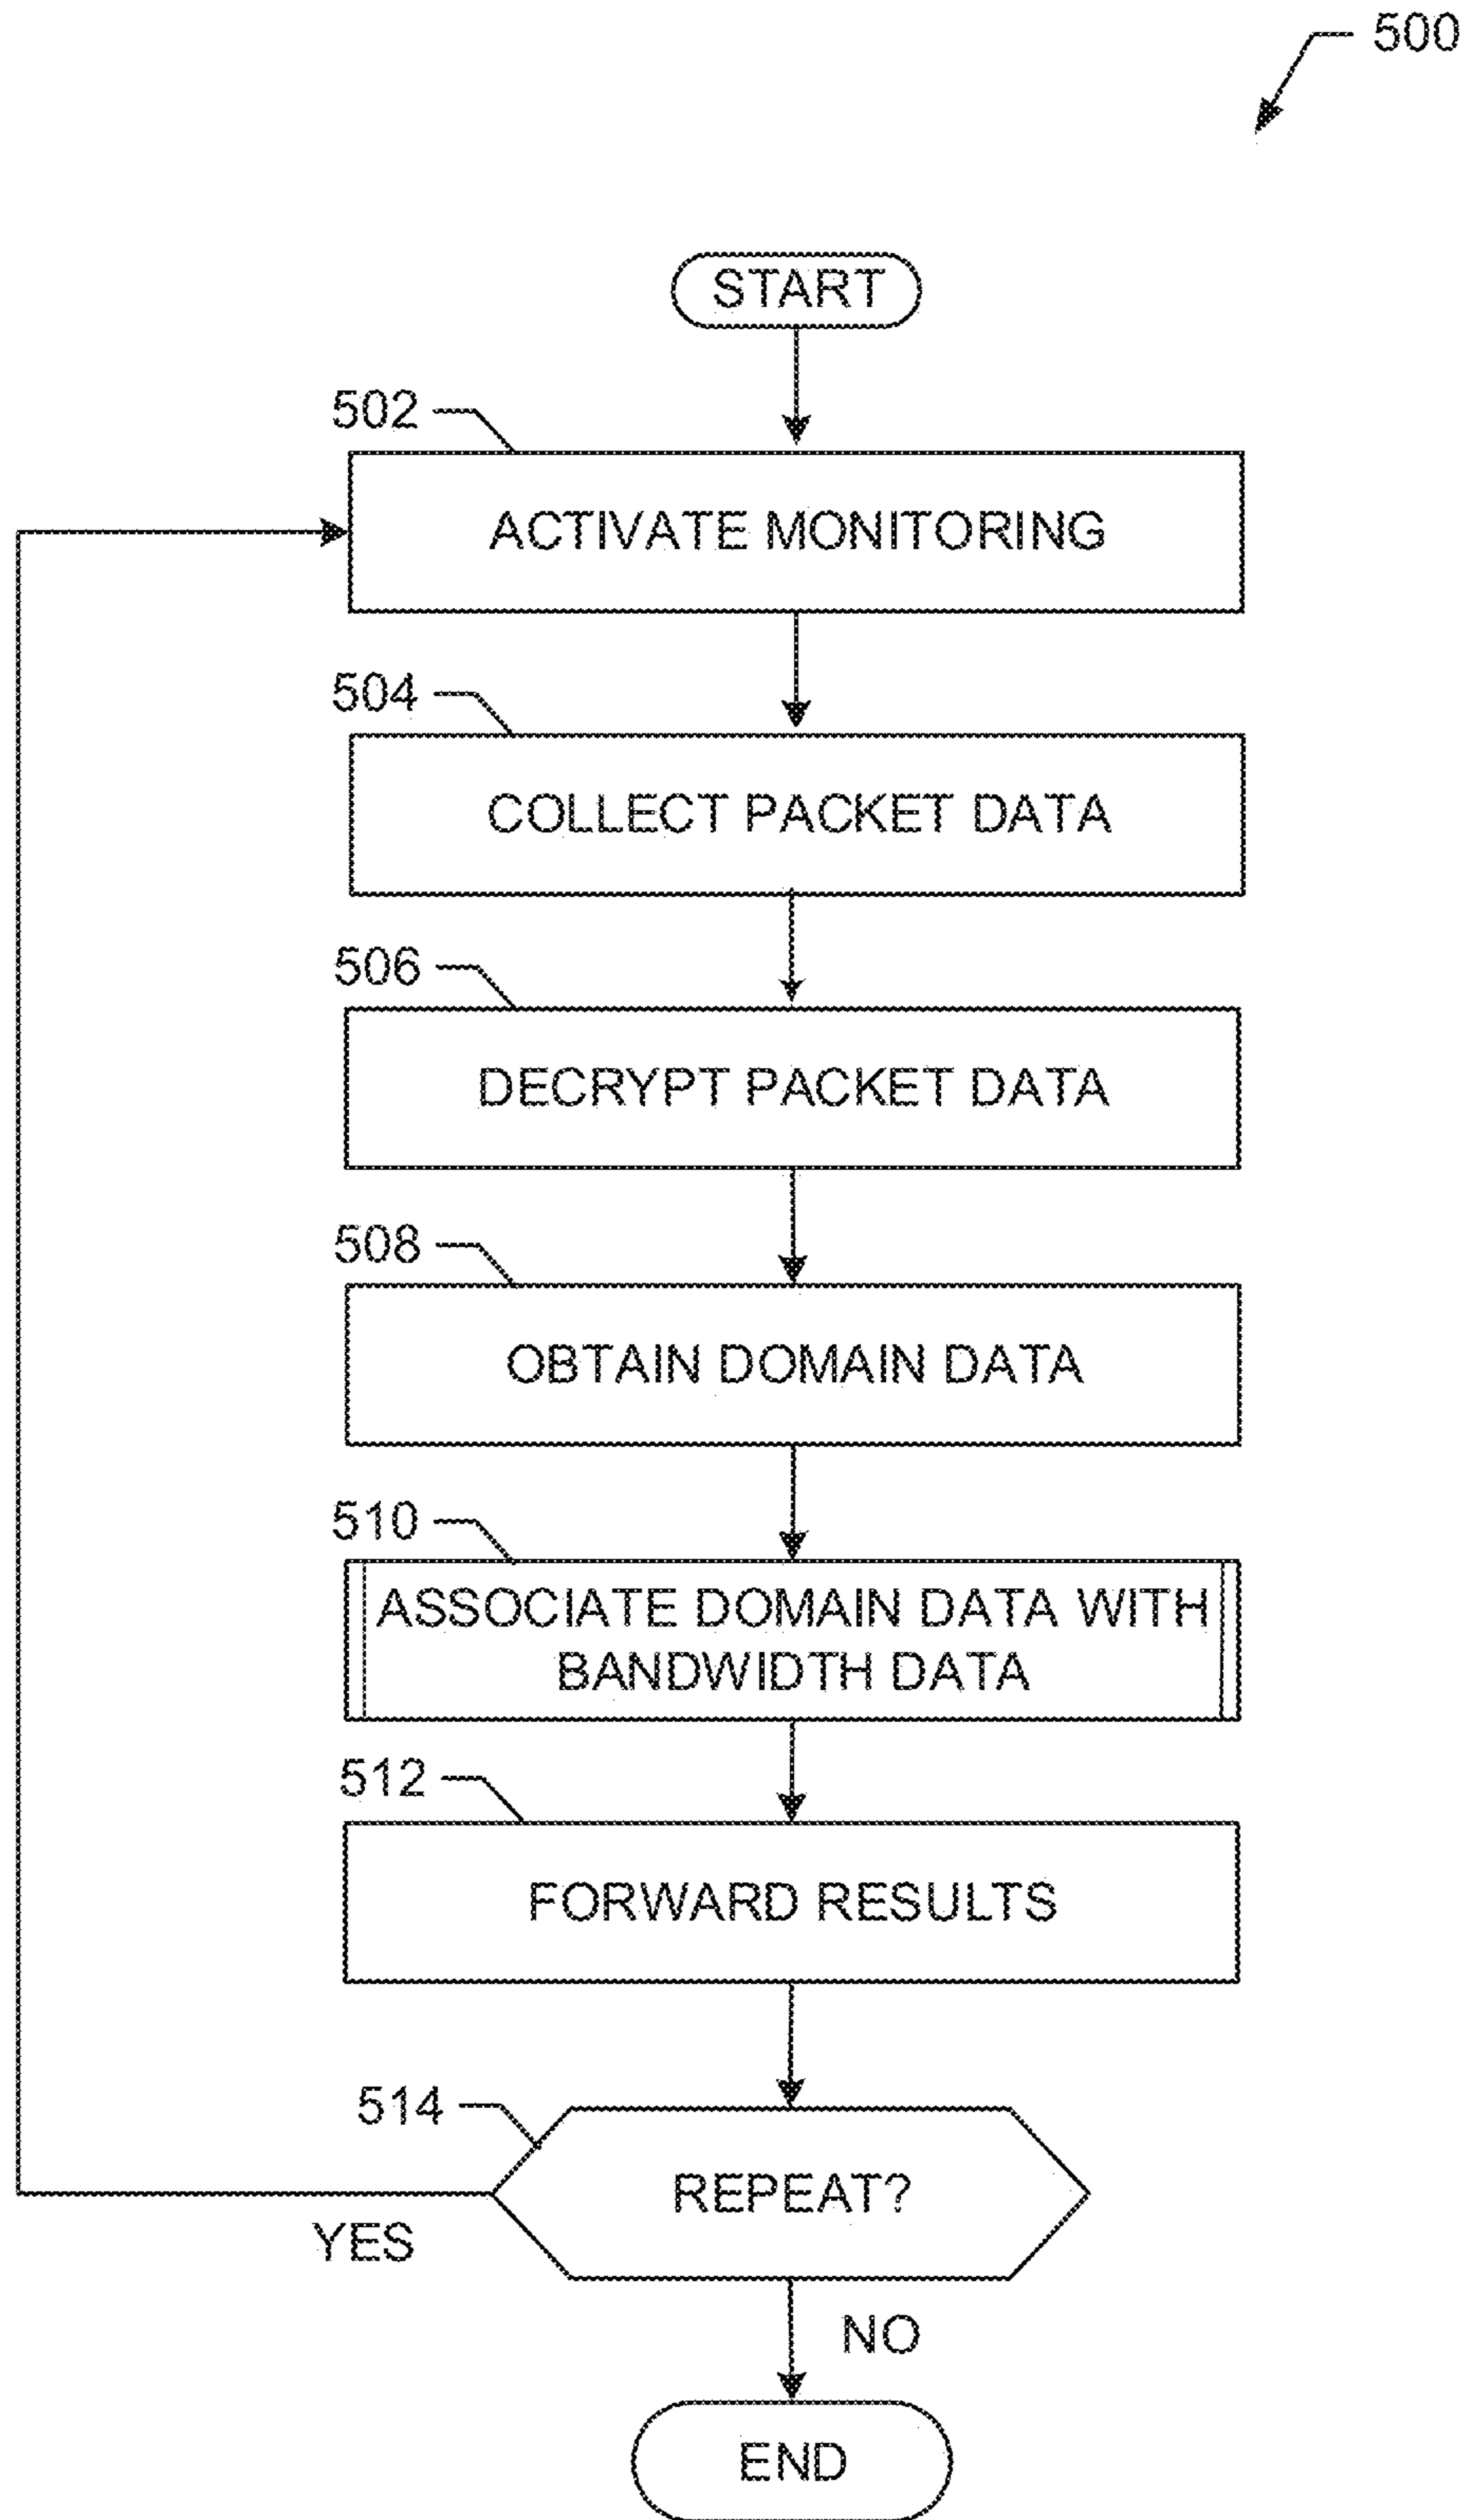 500
START
502
ACTIVATE MONITORING
504
COLLECT PACKET DATA
506
DECRYPT PACKET DATA
508
OBTAIN DOMAIN DATA
510
ASSOCIATE DOMAIN DATA WITH
BANDWIDTH DATA
512
FORWARD RESULTS
514
REPEAT?
YES
NO
END